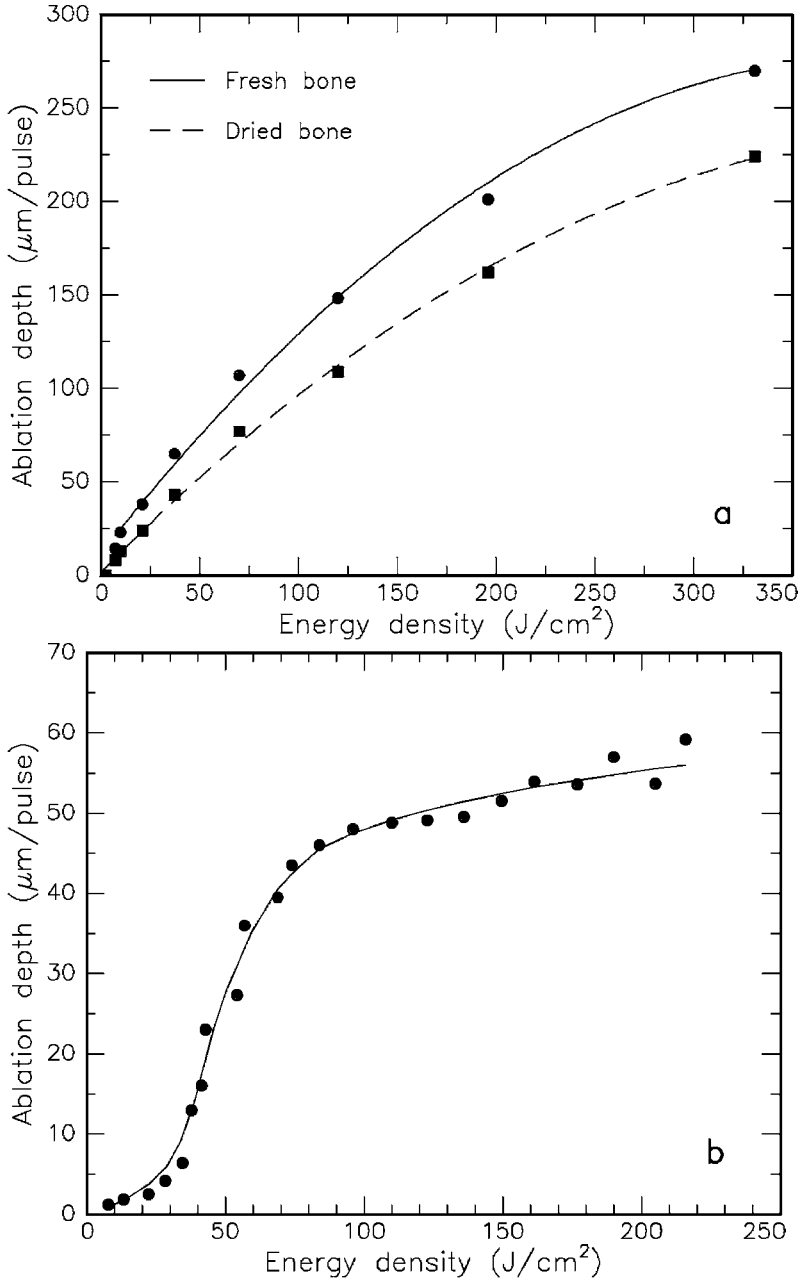 300
250
200
150
100
50
0
Ablation depth (μm/pulse)
Fresh bone
Dried bone
a
0 50 100 150 200 250 300 350
Energy density (J/cm²)
70
60
50
40
30
20
10
0
Ablation depth (μm/pulse)
b
0 50 100 150 200 250
Energy density (J/cm²)